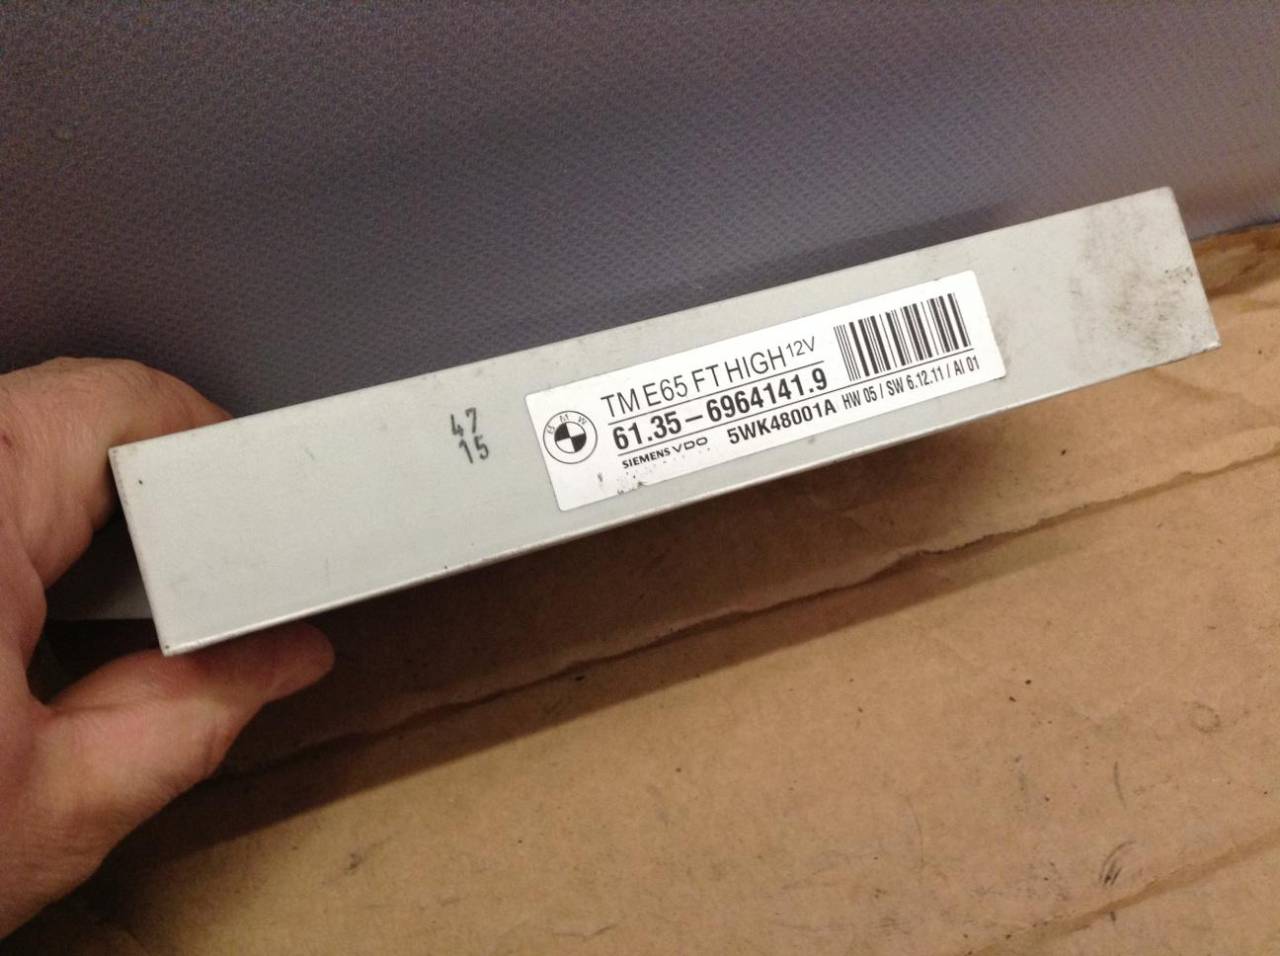 47
15
BMW
TM E65 FT HIGH 12V
61.35-6964141.9
SIEMENS VDO 5WK48001A HW 05 / SW 6.12.11 / AI 01